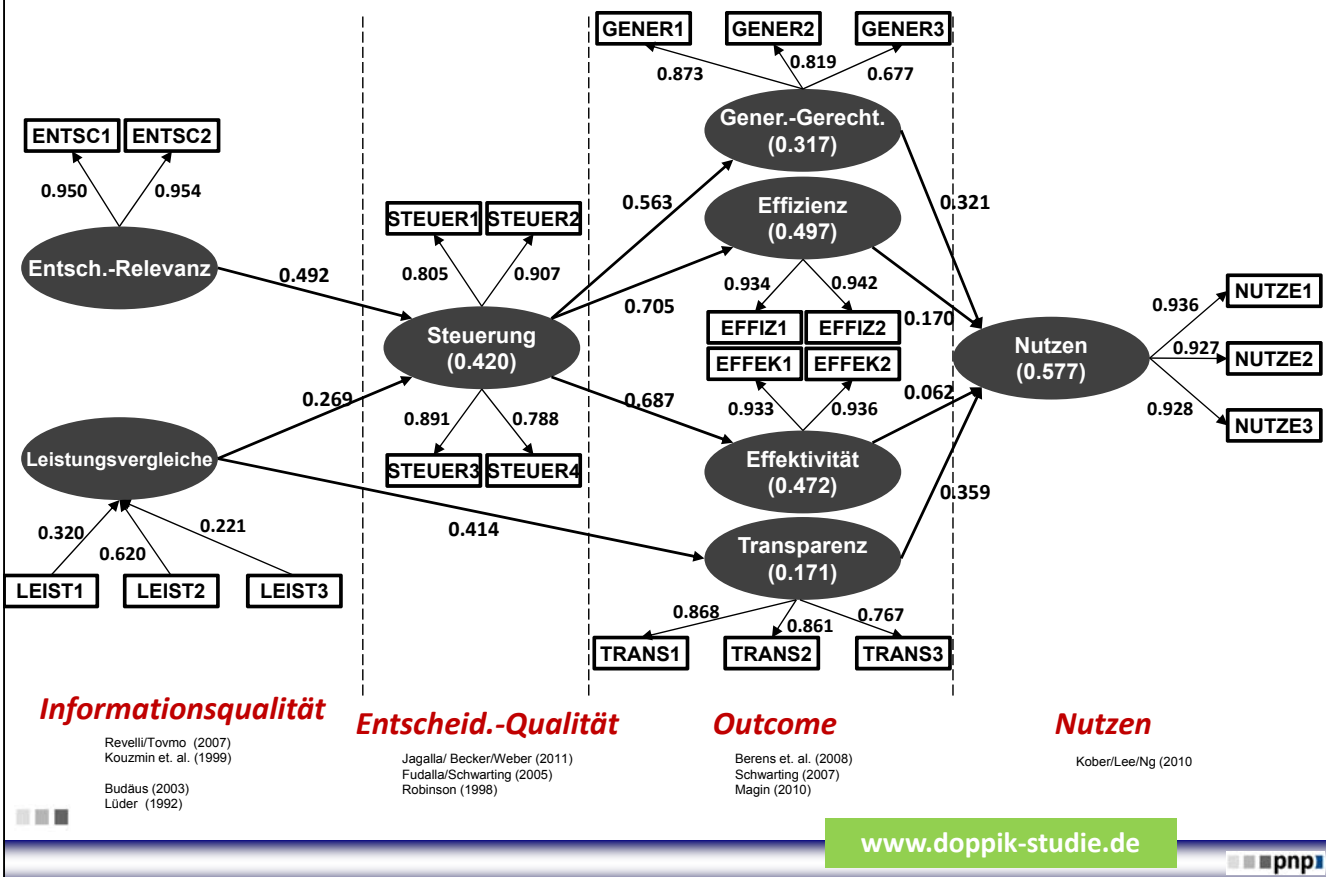 GENER1 GENER2 GENER3
0.873 0.819 0.677
Gener.-Gerecht.
(0.317)
ENTSC1 ENTSC2
0.950 0.954
Entsch.-Relevanz
0.492
STEUER1 STEUER2
0.805 0.907
Steuerung
(0.420)
0.891 0.788
STEUER3 STEUER4
0.269
Leistungsvergleiche
0.320 0.620 0.221
LEIST1 LEIST2 LEIST3
0.563
0.705
0.687
0.414
Effizienz
(0.497)
0.934 0.942
EFFIZ1 EFFIZ2
EFFEK1 EFFEK2
0.933 0.936
Effektivität
(0.472)
Transparenz
(0.171)
0.868 0.861 0.767
TRANS1 TRANS2 TRANS3
0.321
0.170
0.062
0.359
Nutzen
(0.577)
0.936
0.927
0.928
NUTZE1
NUTZE2
NUTZE3
Informationsqualität
Revelli/Tovmo (2007)
Kouzmin et. al. (1999)
Budäus (2003)
Lüder (1992)
Entscheid.-Qualität
Jagalla/ Becker/Weber (2011)
Fudalla/Schwarting (2005)
Robinson (1998)
Outcome
Berens et. al. (2008)
Schwarting (2007)
Magin (2010)
Nutzen
Kober/Lee/Ng (2010
www.doppik-studie.de
pnp